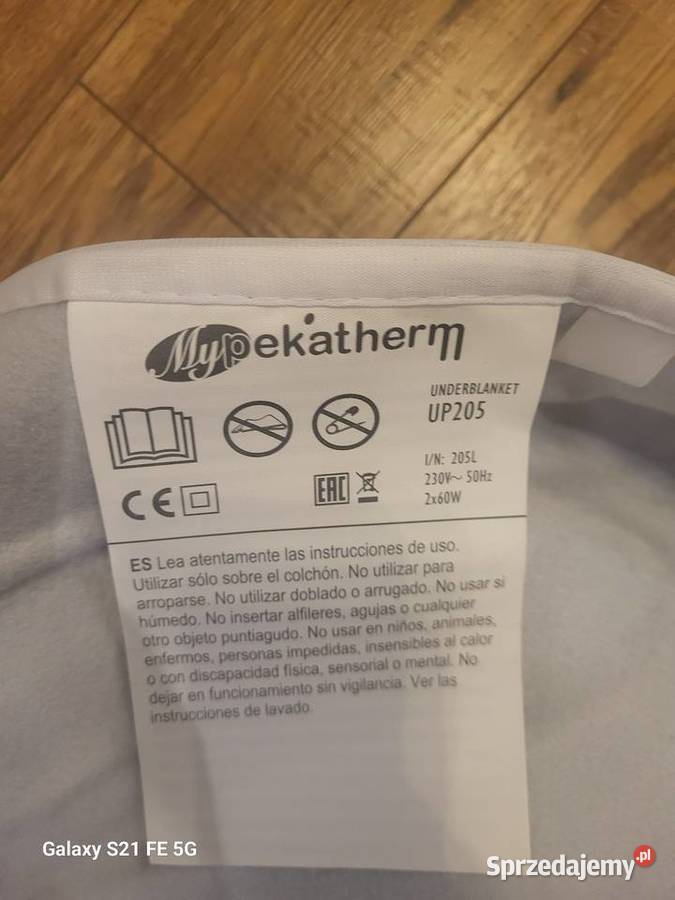 Mypekatherm
UNDERBLANKET
UP205
I/N: 205L
230V~ 50Hz
2x60W
CE
EAC
ES Lea atentamente las instrucciones de uso.
Utilizar sólo sobre el colchón. No utilizar para
arroparse. No utilizar doblado o arrugado. No usar si
húmedo. No insertar alfileres, agujas o cualquier
otro objeto puntiagudo. No usar en niños, animales,
enfermos, personas impedidas, insensibles al calor
o con discapacidad física, sensorial o mental. No
dejar en funcionamiento sin vigilancia. Ver las
instrucciones de lavado
Galaxy S21 FE 5G
Sprzedajemy.pl